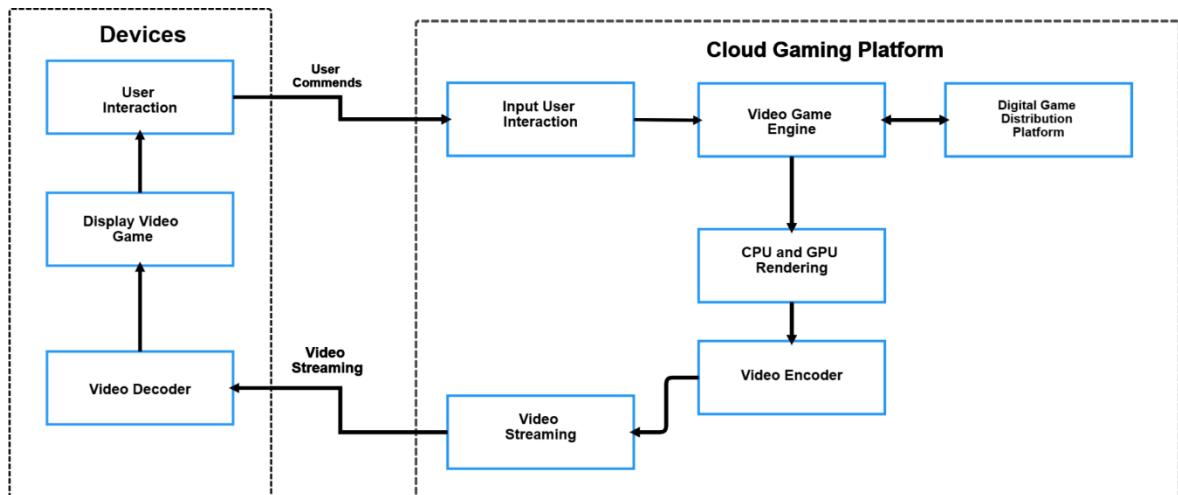 Devices
Cloud Gaming Platform
User
Interaction
User
Commends
Input User
Interaction
Video Game
Engine
Digital Game
Distribution
Platform
Display Video
Game
CPU and GPU
Rendering
Video Decoder
Video
Streaming
Video
Streaming
Video Encoder